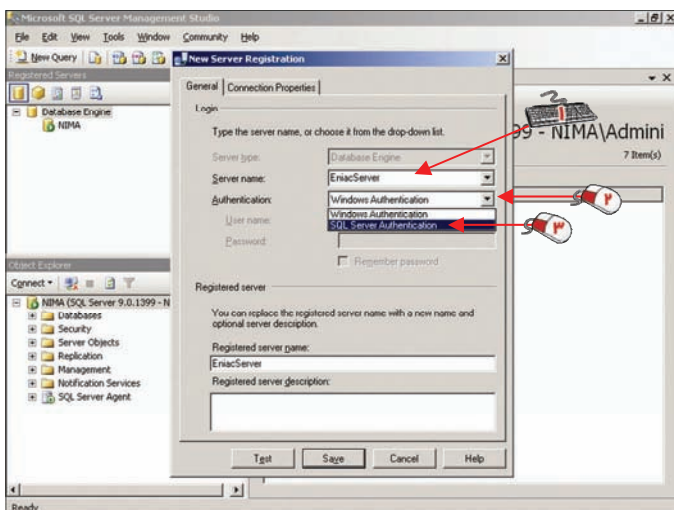 Microsoft SQL Server Management Studio
File Edit View Tools Window Community Help
New Query
Registered Servers
Database Engine
NIMA
New Server Registration
General Connection Properties
Login
Type the server name, or choose it from the drop-down list.
Server type: Database Engine
Server name: EniacServer
Authentication: Windows Authentication
Windows Authentication
SQL Server Authentication
User name:
Password:
Remember password
Registered server
You can replace the registered server name with a new name and
optional server description.
Registered server name:
EniacServer
Registered server description:
Test Save Cancel Help
99 - NIMA\Admini
7 Item(s)
۱
۲
۳
Object Explorer
Connect
NIMA (SQL Server 9.0.1399 - N
Databases
Security
Server Objects
Replication
Management
Notification Services
SQL Server Agent
Ready